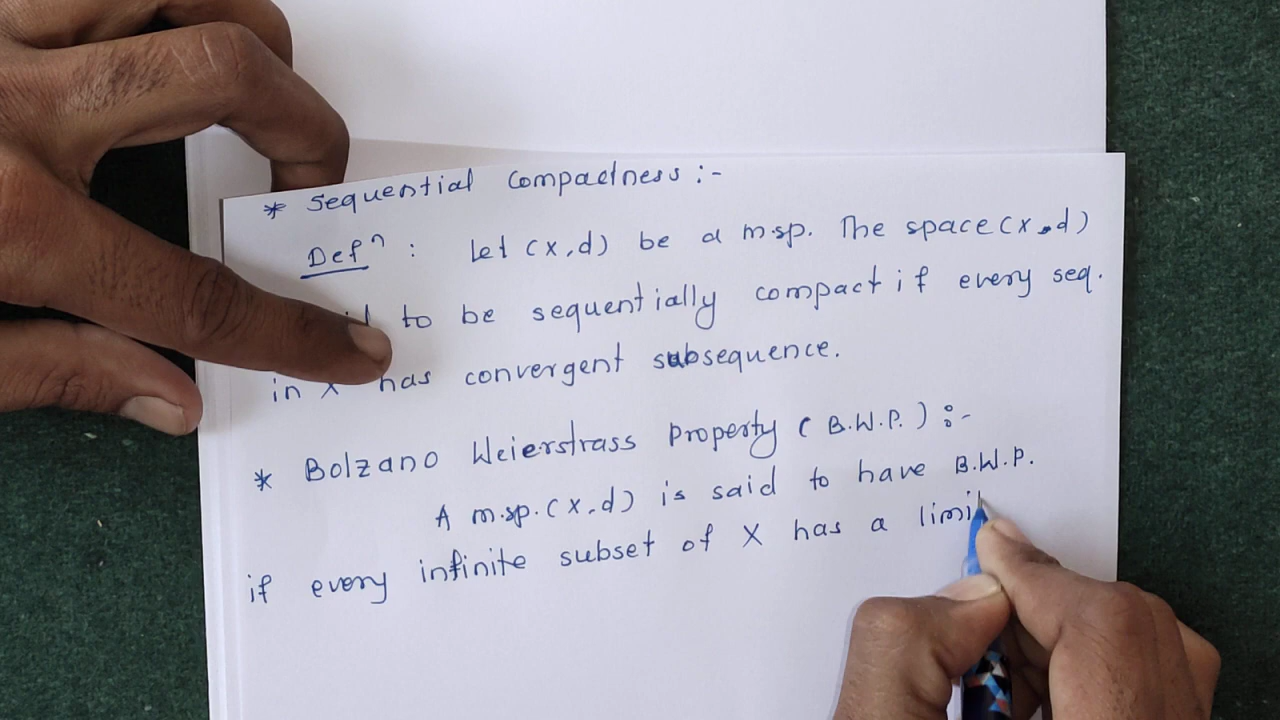 * Sequential Compactness :-
Defⁿ : Let (X,d) be a m.sp. The space (X,d)
to be sequentially compact if every seq.
in X has convergent subsequence.
* Bolzano Weierstrass Property (B.W.P.) :-
A m.sp. (X,d) is said to have B.W.P.
if every infinite subset of X has a limi